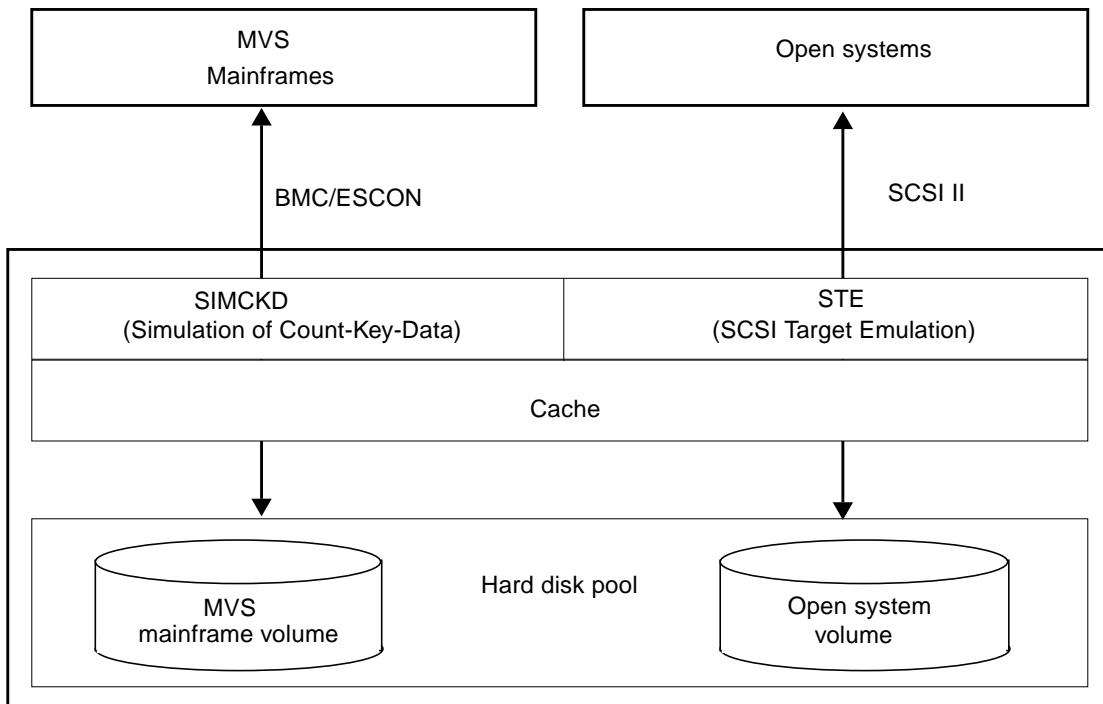 MVS
Mainframes
Open systems
BMC/ESCON
SCSI II
SIMCKD
(Simulation of Count-Key-Data)
STE
(SCSI Target Emulation)
Cache
Hard disk pool
MVS
mainframe volume
Open system
volume